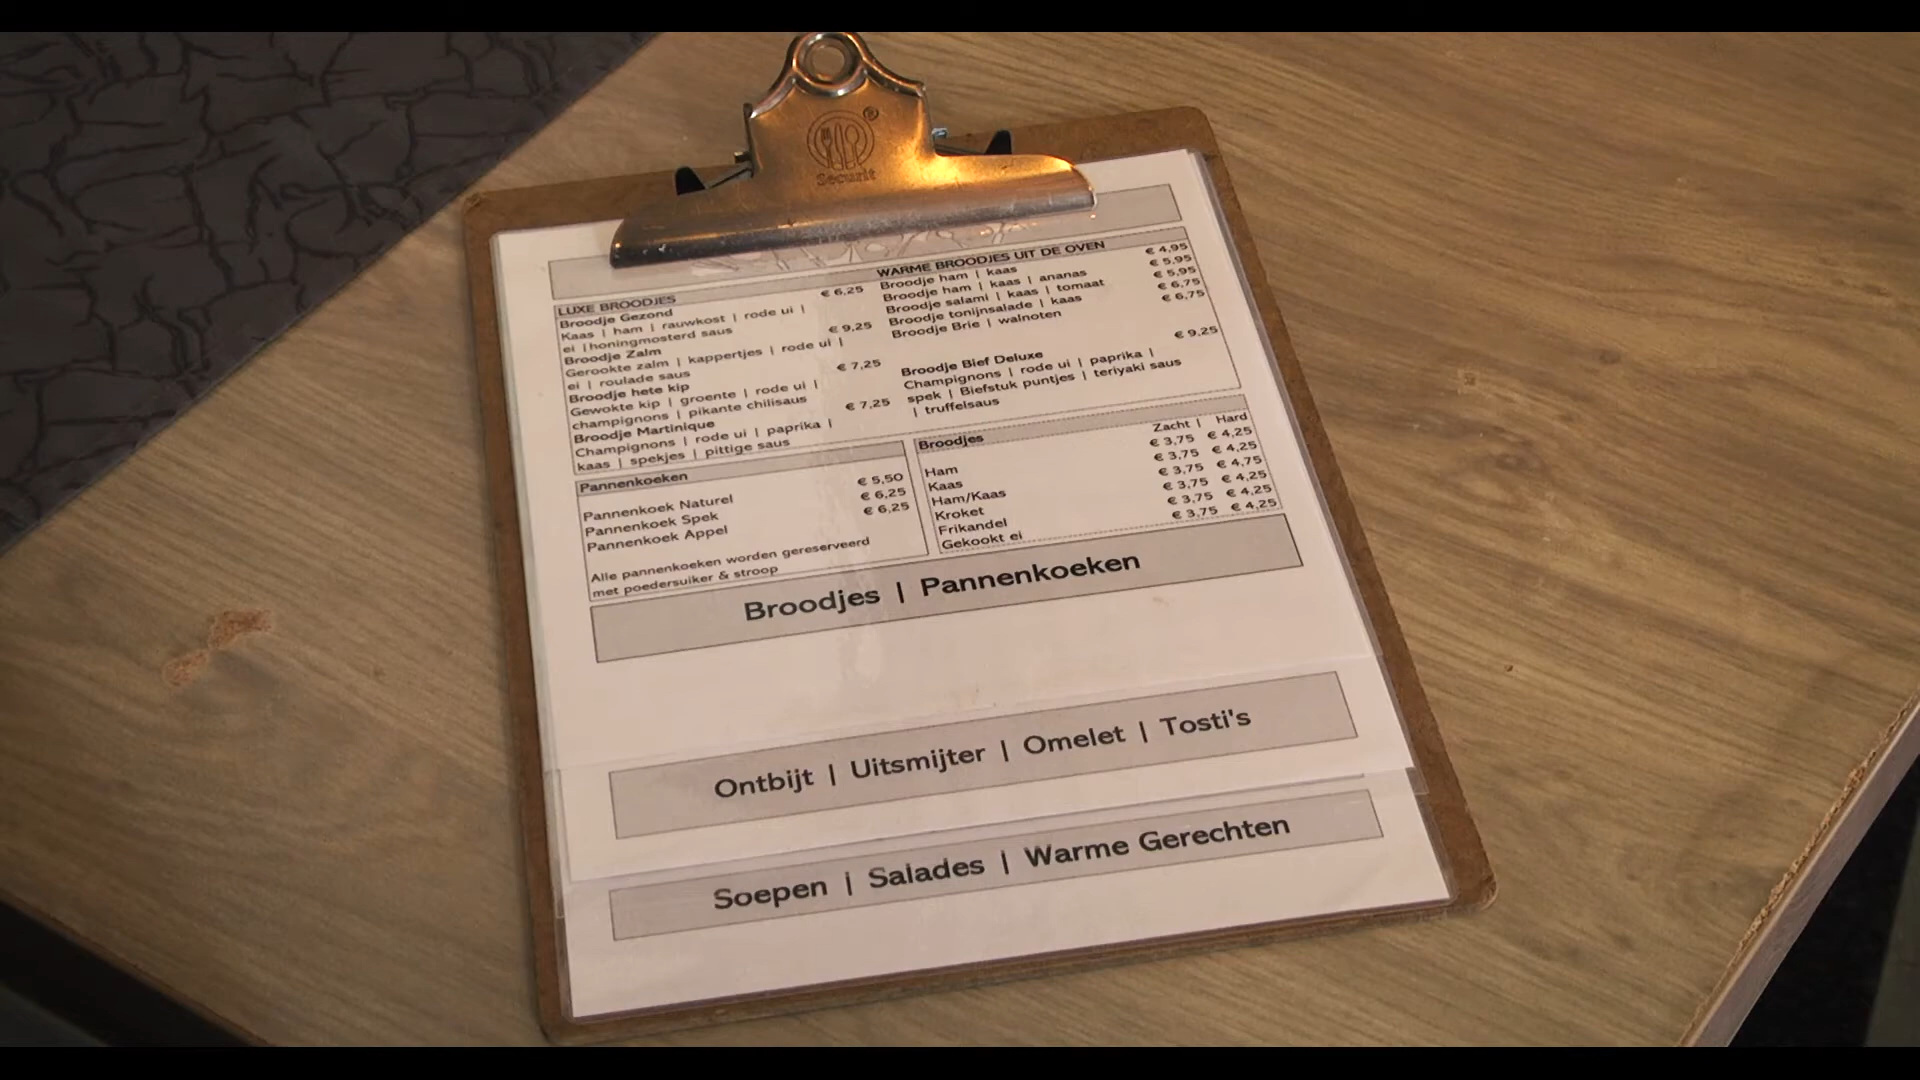 Securit
LUXE BROODJES
Broodje Gezond € 6,25
Kaas | ham | rauwkost | rode ui |
ei | honingmosterd saus
Broodje Zalm € 9,25
Gerookte zalm | kappertjes | rode ui |
ei | roulade saus
Broodje hete kip € 7,25
Gewokte kip | groente | rode ui |
champignons | pikante chilisaus
Broodje Martinique € 7,25
Champignons | rode ui | paprika |
kaas | spekjes | pittige saus
WARME BROODJES UIT DE OVEN
Broodje ham | kaas € 4,95
Broodje ham | kaas | ananas € 5,95
Broodje salami | kaas | tomaat € 5,95
Broodje tonijnsalade | kaas € 6,75
Broodje Brie | walnoten € 6,75
Broodje Bief Deluxe € 9,25
Champignons | rode ui | paprika |
spek | Biefstuk puntjes | teriyaki saus
| truffelsaus
Pannenkoeken
Pannenkoek Naturel € 5,50
Pannenkoek Spek € 6,25
Pannenkoek Appel € 6,25
Alle pannenkoeken worden gereserveerd
met poedersuiker & stroop
Broodjes Zacht | Hard
Ham € 3,75 € 4,25
Kaas € 3,75 € 4,25
Ham/Kaas € 3,75 € 4,75
Kroket € 3,75 € 4,25
Frikandel € 3,75 € 4,25
Gekookt ei € 3,75 € 4,25
Broodjes | Pannenkoeken
Ontbijt | Uitsmijter | Omelet | Tosti's
Soepen | Salades | Warme Gerechten